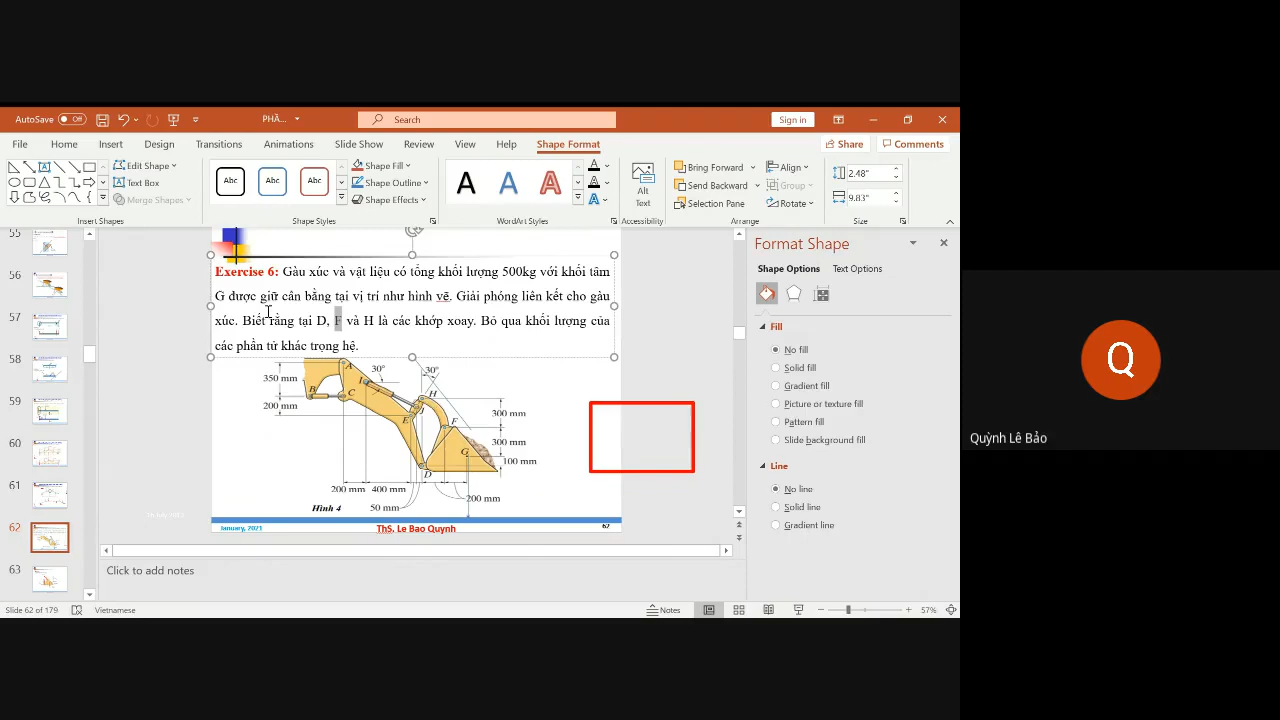 AutoSave Off PHẦ... Search Sign in
File Home Insert Design Transitions Animations Slide Show Review View Help Shape Format Share Comments
Edit Shape
Text Box
Merge Shapes
Insert Shapes
Abc Abc Abc
Shape Fill
Shape Outline
Shape Effects
Shape Styles
A A A
WordArt Styles
Alt Text
Accessibility
Bring Forward
Send Backward
Selection Pane
Align
Group
Rotate
Arrange
2.48"
9.83"
Size
55
56
57
58
59
60
61
62
63
Exercise 6: Gàu xúc và vật liệu có tổng khối lượng 500kg với khối tâm
G được giữ cân bằng tại vị trí như hình vẽ. Giải phóng liên kết cho gàu
xúc. Biết rằng tại D, F và H là các khớp xoay. Bỏ qua khối lượng của
các phần tử khác trọng hệ.
350 mm
200 mm
A
B
C
I
30°
30°
H
J
E
F
G
D
300 mm
300 mm
100 mm
200 mm 400 mm
200 mm
50 mm
Hình 4
January, 2021
ThS. Le Bao Quynh
62
Click to add notes
Slide 62 of 179 Vietnamese Notes 57%
Format Shape
Shape Options Text Options
Fill
No fill
Solid fill
Gradient fill
Picture or texture fill
Pattern fill
Slide background fill
Line
No line
Solid line
Gradient line
Q
Quỳnh Lê Bảo